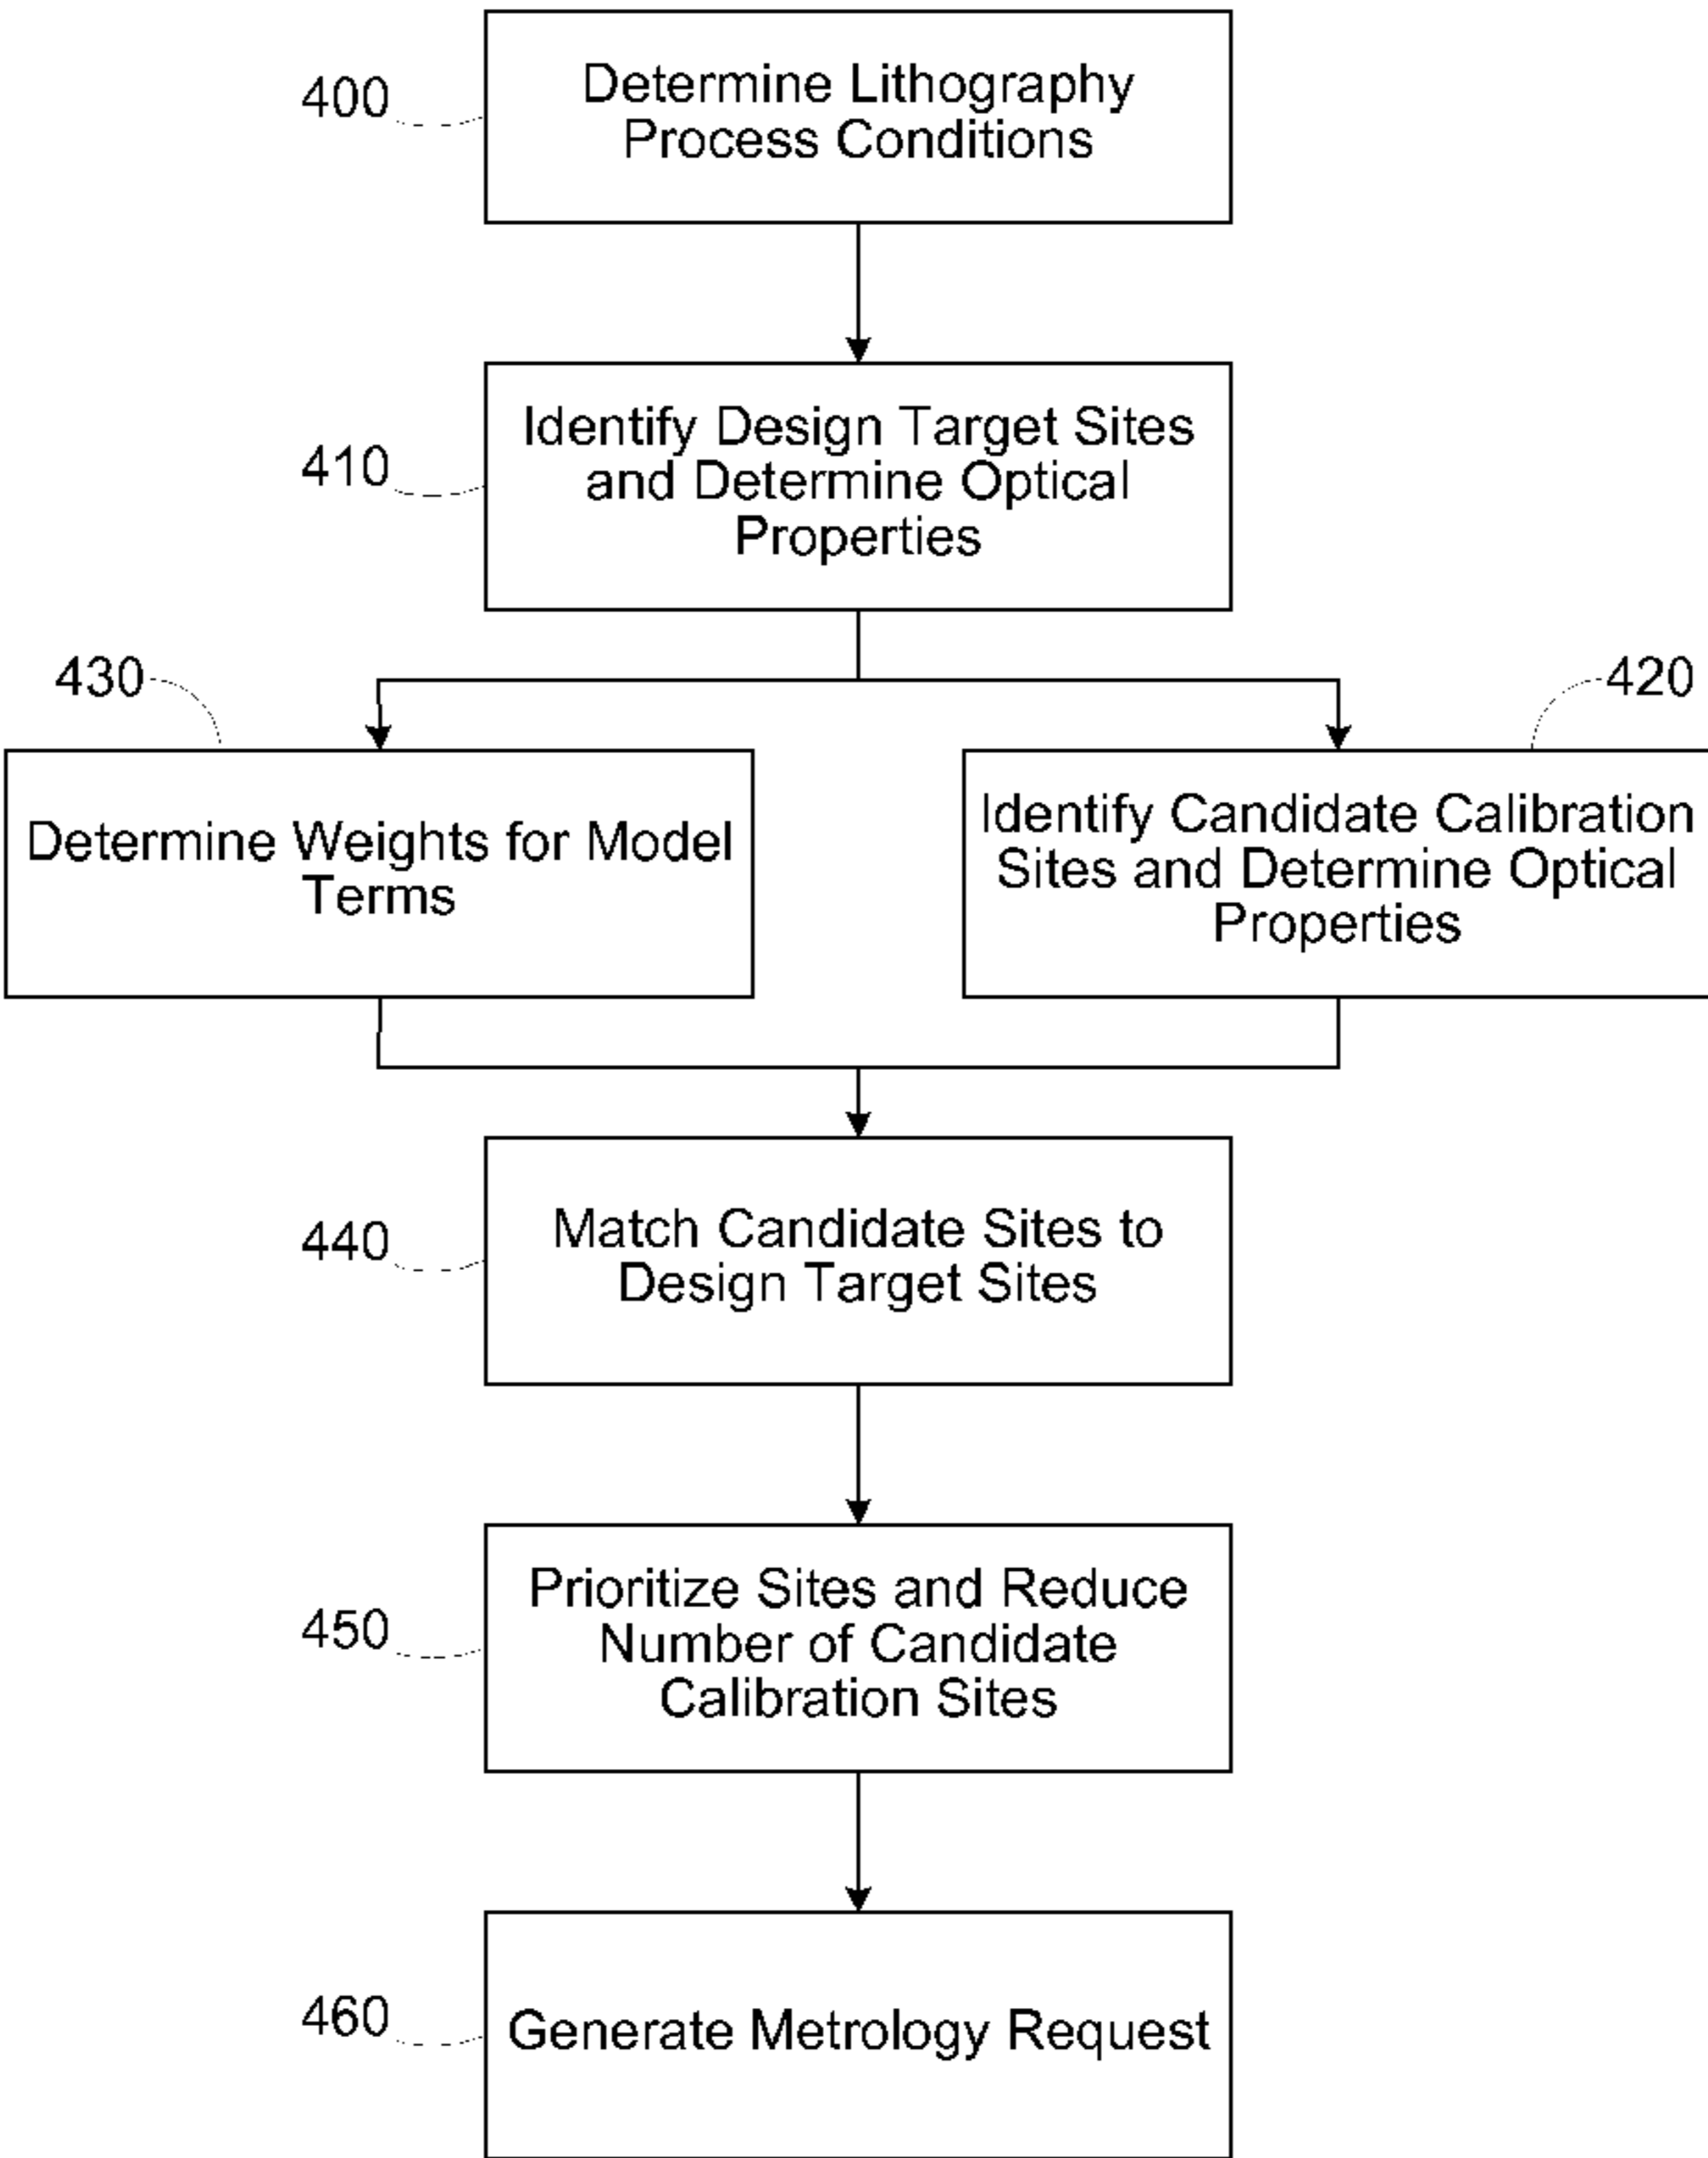 400
Determine Lithography
Process Conditions
410
Identify Design Target Sites
and Determine Optical
Properties
430
420
Determine Weights for Model
Terms
Identify Candidate Calibration
Sites and Determine Optical
Properties
440
Match Candidate Sites to
Design Target Sites
450
Prioritize Sites and Reduce
Number of Candidate
Calibration Sites
460
Generate Metrology Request